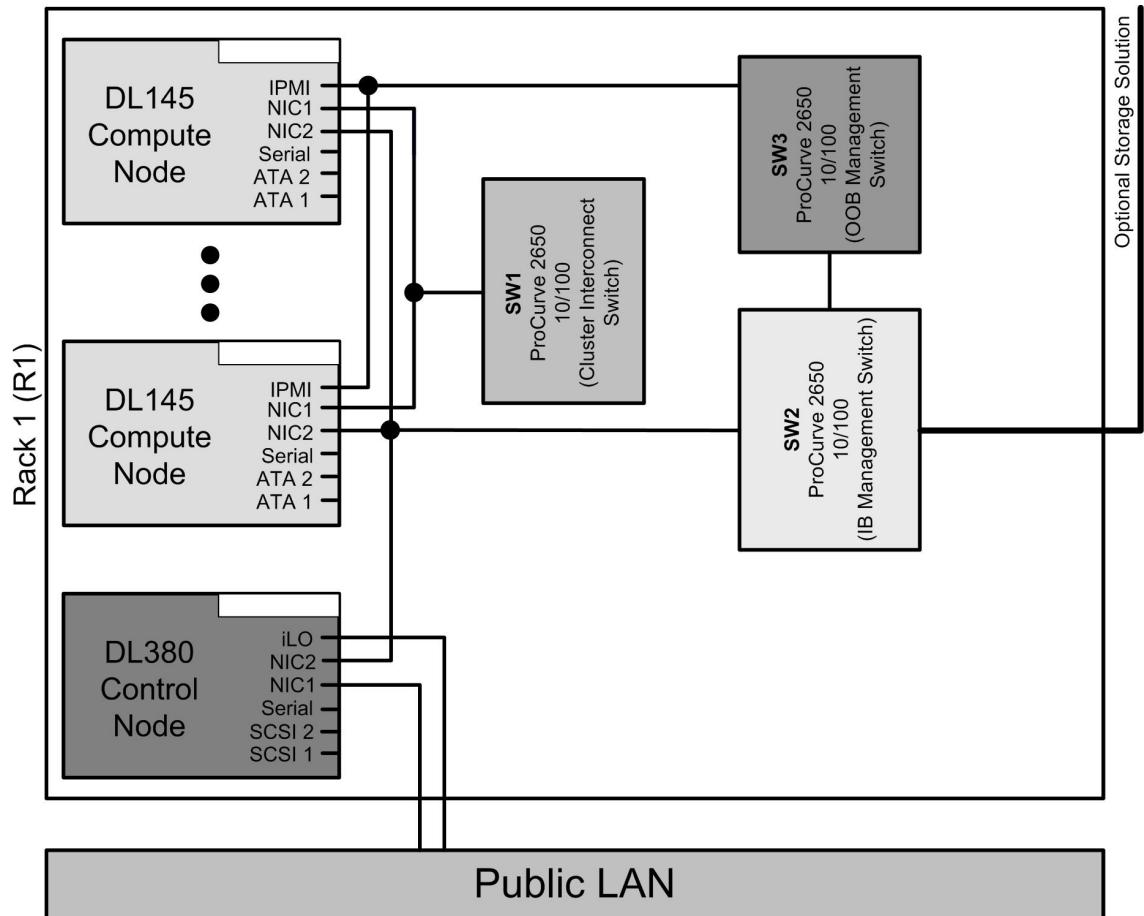 Rack 1 (R1)
DL145
Compute
Node
IPMI
NIC1
NIC2
Serial
ATA 2
ATA 1
DL145
Compute
Node
IPMI
NIC1
NIC2
Serial
ATA 2
ATA 1
DL380
Control
Node
iLO
NIC2
NIC1
Serial
SCSI 2
SCSI 1
SW1
ProCurve 2650
10/100
(Cluster Interconnect
Switch)
SW3
ProCurve 2650
10/100
(OOB Management
Switch)
SW2
ProCurve 2650
10/100
(IB Management Switch)
Optional Storage Solution
Public LAN